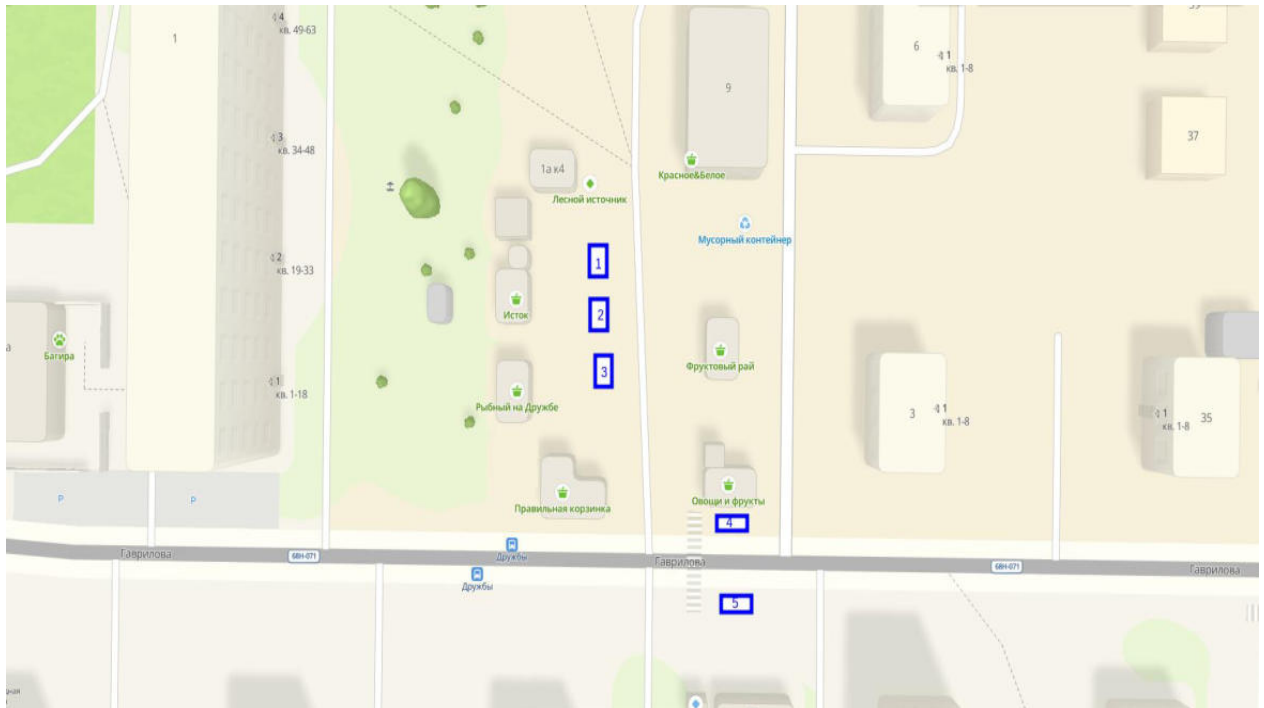 4
кв. 49-63
1
3
кв. 34-48
2
кв. 19-33
1
кв. 1-18
Багира
P
P
Гаврилова
68Н-071
Дружбы
Дружбы
1а к4
Лесной источник
Исток
Рыбный на Дружбе
Правильная корзинка
1
2
3
9
Красное&Белое
Мусорный контейнер
Фруктовый рай
Овощи и фрукты
4
Гаврилова
5
6
1
кв. 1-8
37
3
1
кв. 1-8
1
кв. 1-8
35
68Н-071
Гаврилова